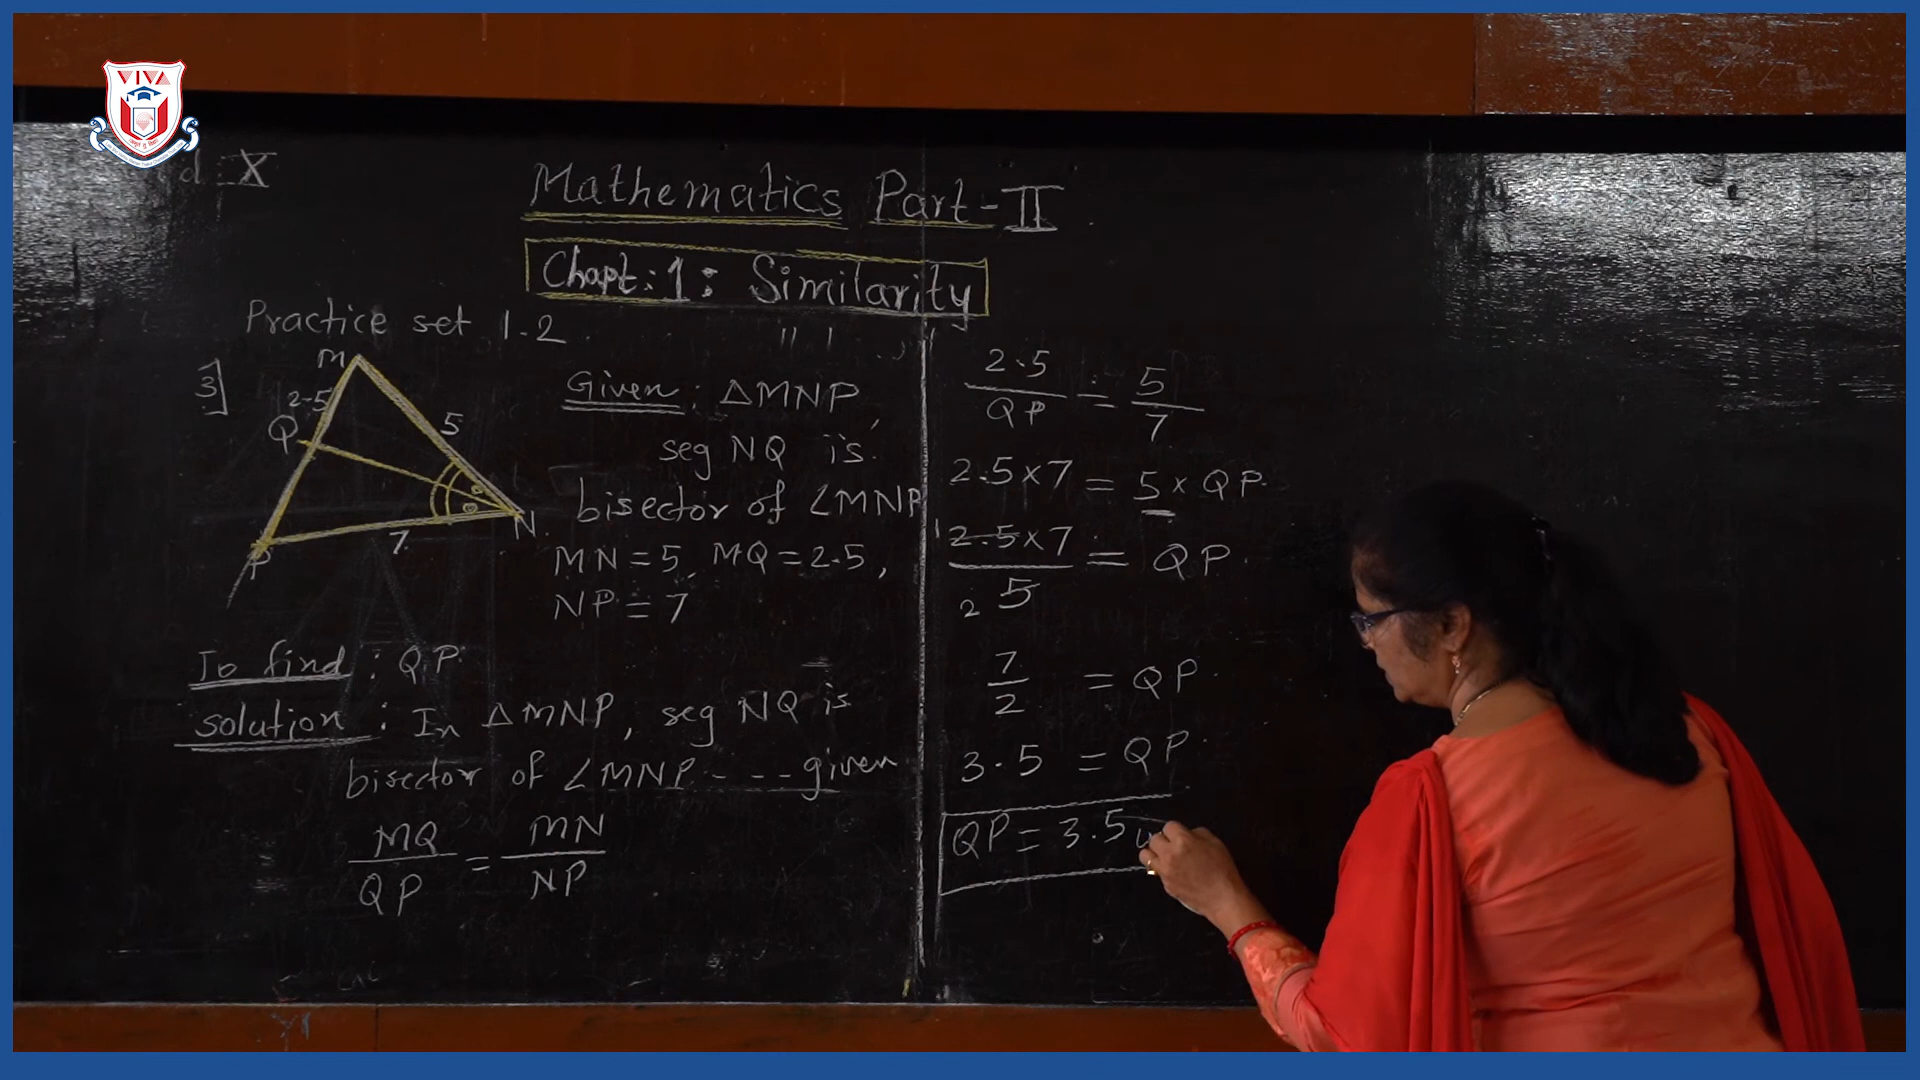 VIVA
d : X
Mathematics Part-II
Chapt: 1: Similarity
Practice set 1.2
3]
M
2.5
Q
5
N
P
7
Given : △MNP,
seg NQ is
bisector of ∠MNP
MN = 5, MQ = 2.5,
NP = 7
To find : QP
solution : In △MNP, seg NQ is
bisector of ∠MNP - - - given
MQ/QP = MN/NP
2.5/QP = 5/7
2.5 × 7 = 5 × QP
1 2.5 × 7 / 2 5 = QP
7/2 = QP
3.5 = QP
QP = 3.5 u